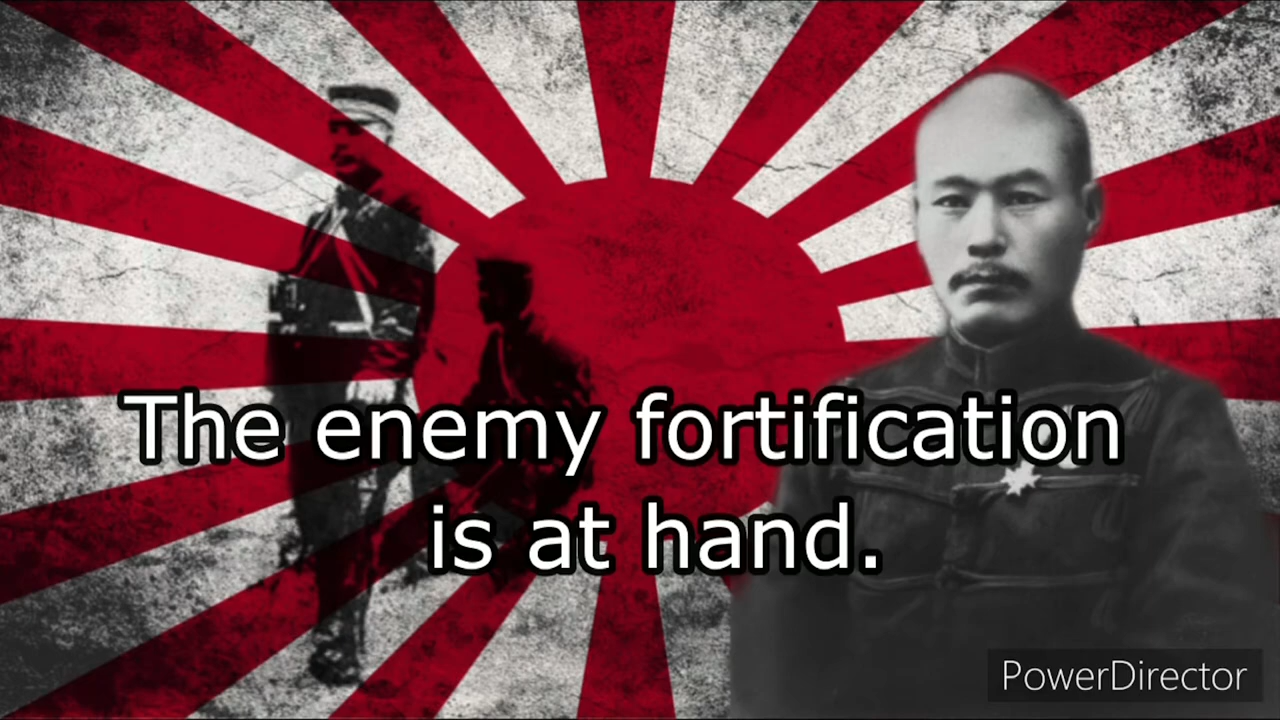 The enemy fortification
is at hand.
PowerDirector